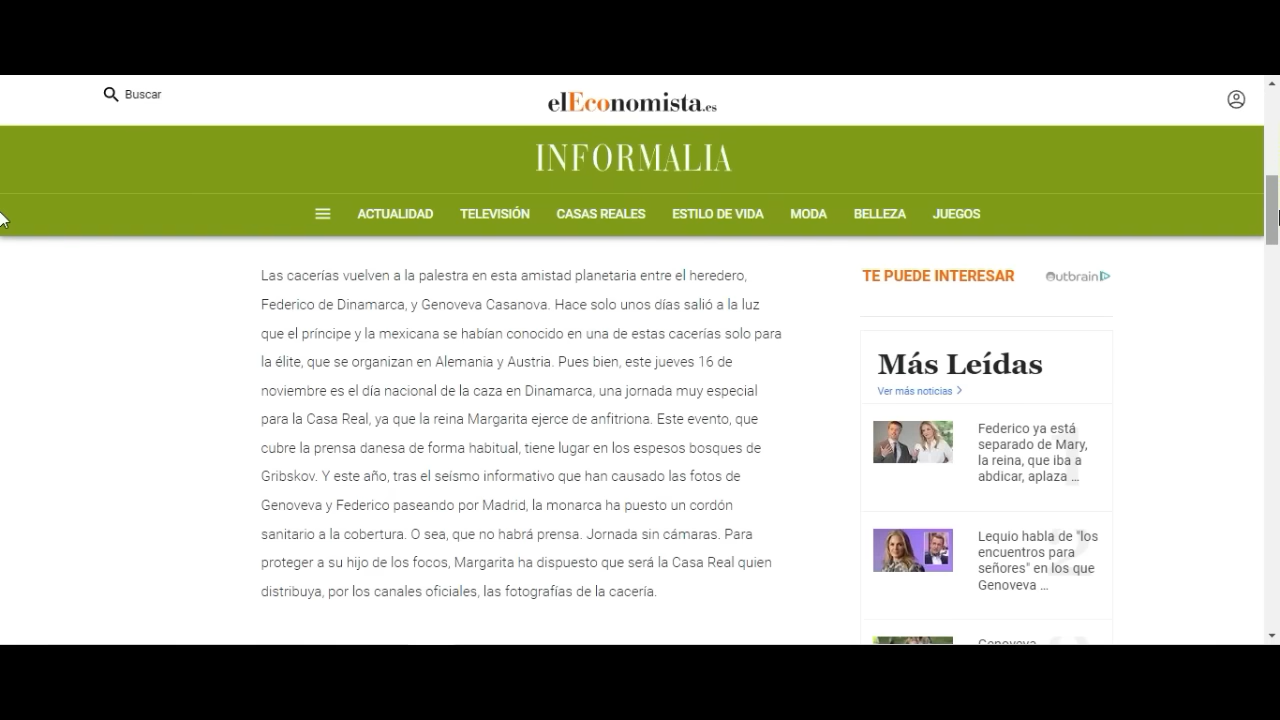 Buscar
elEconomista.es
INFORMALIA
ACTUALIDAD TELEVISIÓN CASAS REALES ESTILO DE VIDA MODA BELLEZA JUEGOS
Las cacerías vuelven a la palestra en esta amistad planetaria entre el heredero,
Federico de Dinamarca, y Genoveva Casanova. Hace solo unos días salió a la luz
que el príncipe y la mexicana se habían conocido en una de estas cacerías solo para
la élite, que se organizan en Alemania y Austria. Pues bien, este jueves 16 de
noviembre es el día nacional de la caza en Dinamarca, una jornada muy especial
para la Casa Real, ya que la reina Margarita ejerce de anfitriona. Este evento, que
cubre la prensa danesa de forma habitual, tiene lugar en los espesos bosques de
Gribskov. Y este año, tras el seísmo informativo que han causado las fotos de
Genoveva y Federico paseando por Madrid, la monarca ha puesto un cordón
sanitario a la cobertura. O sea, que no habrá prensa. Jornada sin cámaras. Para
proteger a su hijo de los focos, Margarita ha dispuesto que será la Casa Real quien
distribuya, por los canales oficiales, las fotografías de la cacería.
TE PUEDE INTERESAR
Outbrain
Más Leídas
Ver más noticias
Federico ya está
separado de Mary,
la reina, que iba a
abdicar, aplaza ...
Lequio habla de "los
encuentros para
señores" en los que
Genoveva ...
Genoveva